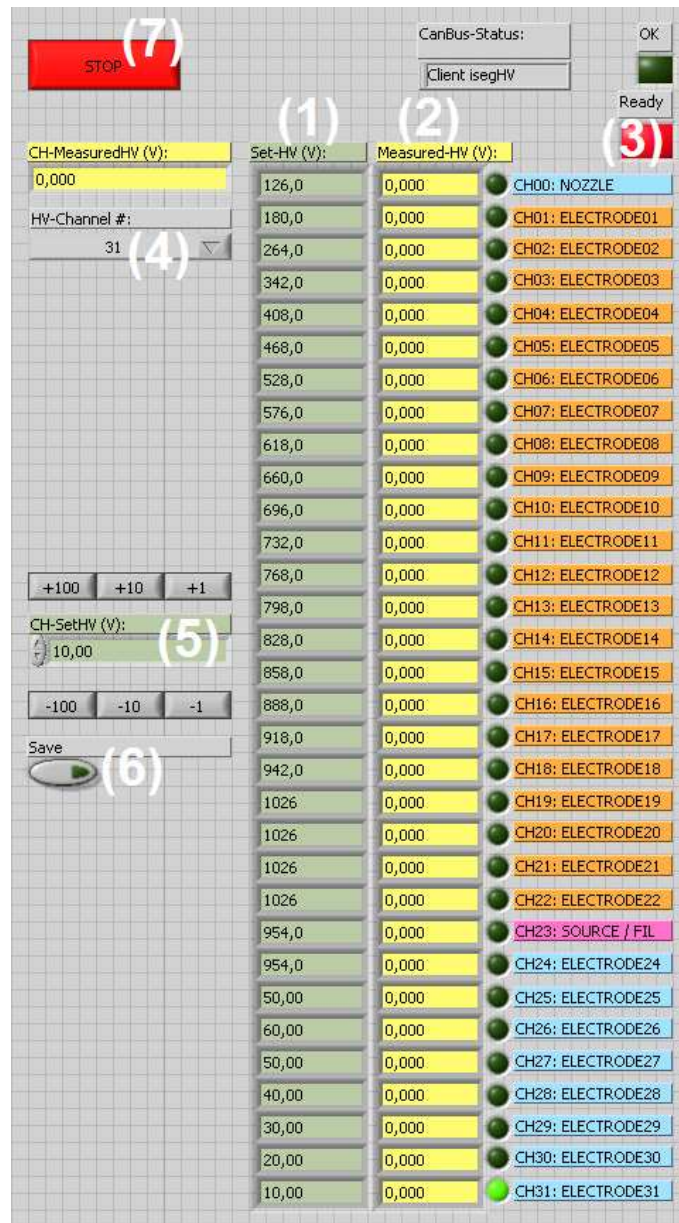 (7)
STOP
CanBus-Status:
OK
Client isegHV
Ready
(1)
(2)
(3)
CH-MeasuredHV (V):
Set-HV (V):
Measured-HV (V):
0,000
HV-Channel #:
31
(4)
126,0 0,000 CH00: NOZZLE
180,0 0,000 CH01: ELECTRODE01
264,0 0,000 CH02: ELECTRODE02
342,0 0,000 CH03: ELECTRODE03
408,0 0,000 CH04: ELECTRODE04
468,0 0,000 CH05: ELECTRODE05
528,0 0,000 CH06: ELECTRODE06
576,0 0,000 CH07: ELECTRODE07
618,0 0,000 CH08: ELECTRODE08
660,0 0,000 CH09: ELECTRODE09
696,0 0,000 CH10: ELECTRODE10
732,0 0,000 CH11: ELECTRODE11
768,0 0,000 CH12: ELECTRODE12
798,0 0,000 CH13: ELECTRODE13
828,0 0,000 CH14: ELECTRODE14
858,0 0,000 CH15: ELECTRODE15
888,0 0,000 CH16: ELECTRODE16
918,0 0,000 CH17: ELECTRODE17
942,0 0,000 CH18: ELECTRODE18
1026 0,000 CH19: ELECTRODE19
1026 0,000 CH20: ELECTRODE20
1026 0,000 CH21: ELECTRODE21
1026 0,000 CH22: ELECTRODE22
954,0 0,000 CH23: SOURCE / FIL
954,0 0,000 CH24: ELECTRODE24
50,00 0,000 CH25: ELECTRODE25
60,00 0,000 CH26: ELECTRODE26
50,00 0,000 CH27: ELECTRODE27
40,00 0,000 CH28: ELECTRODE28
30,00 0,000 CH29: ELECTRODE29
20,00 0,000 CH30: ELECTRODE30
10,00 0,000 CH31: ELECTRODE31
+100 +10 +1
CH-SetHV (V):
(5)
10,00
-100 -10 -1
Save
(6)